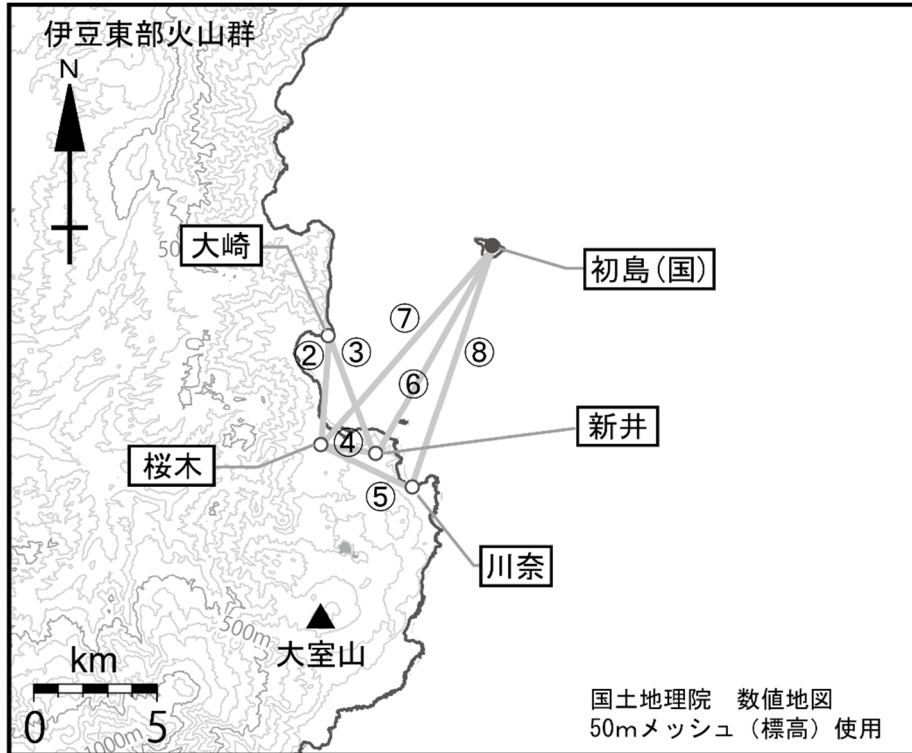 伊豆東部火山群
N
50
大崎
初島(国)
⑦
② ③
⑧
⑥
新井
④
桜木
⑤
川奈
500m
大室山
km
0 5
1000m
国土地理院 数値地図
50mメッシュ(標高)使用